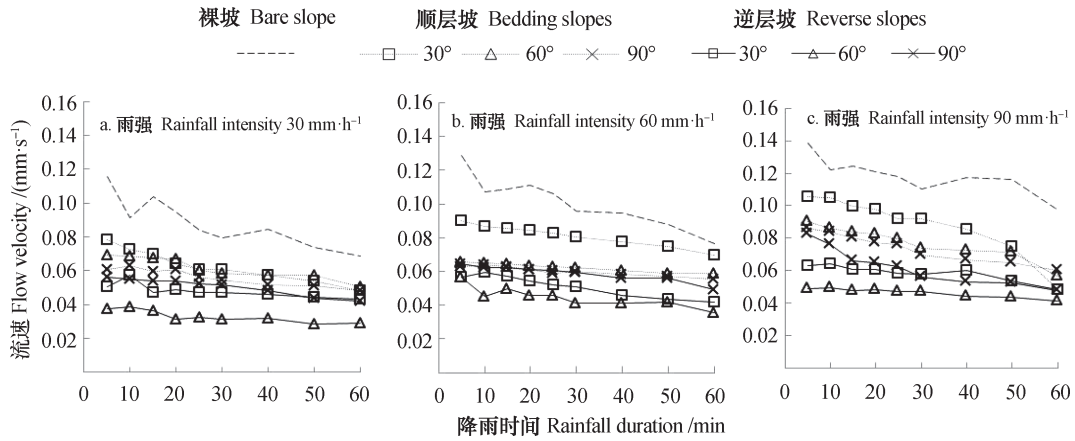 裸坡 Bare slope 顺层坡 Bedding slopes 逆层坡 Reverse slopes
30° 60° 90° 30° 60° 90°
流速 Flow velocity /(mm·s⁻¹)
a. 雨强 Rainfall intensity 30 mm·h⁻¹
0.16
0.14
0.12
0.10
0.08
0.06
0.04
0.02
0 10 20 30 40 50 60
b. 雨强 Rainfall intensity 60 mm·h⁻¹
0.16
0.14
0.12
0.10
0.08
0.06
0.04
0.02
0 10 20 30 40 50 60
c. 雨强 Rainfall intensity 90 mm·h⁻¹
0.16
0.14
0.12
0.10
0.08
0.06
0.04
0.02
0 10 20 30 40 50 60
降雨时间 Rainfall duration /min